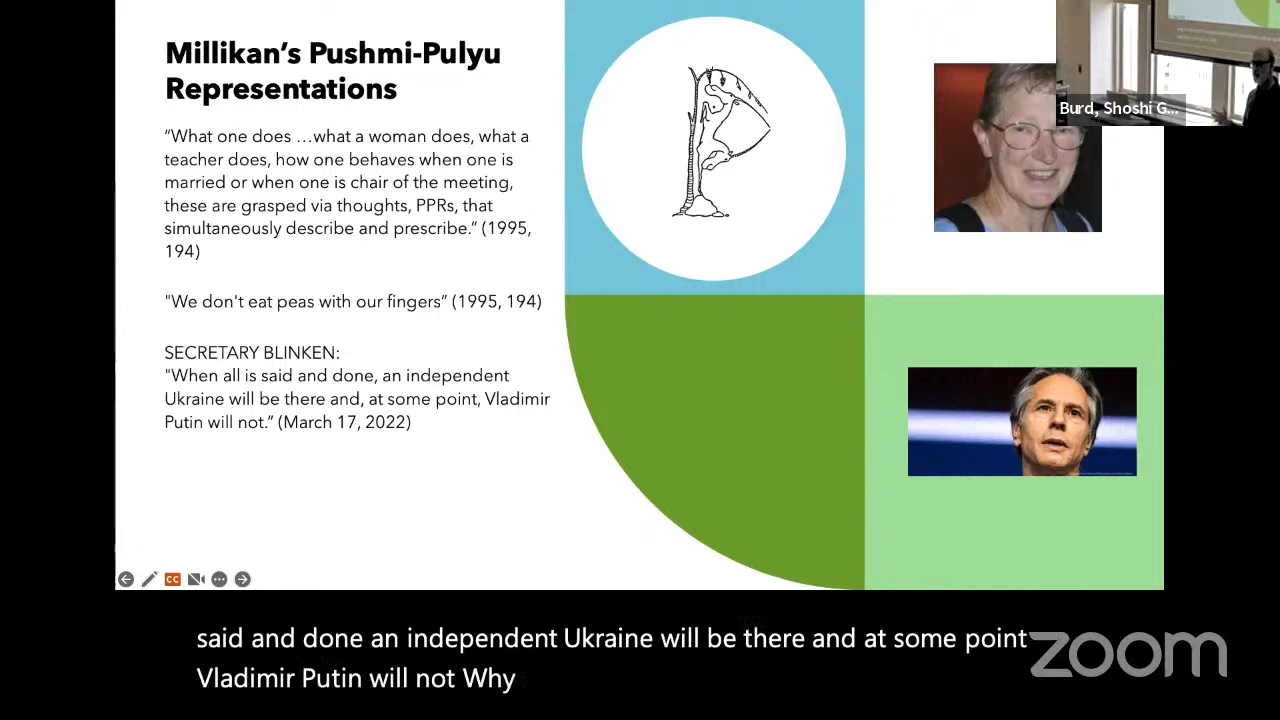 Millikan’s Pushmi-Pulyu
Representations
“What one does …what a woman does, what a
teacher does, how one behaves when one is
married or when one is chair of the meeting,
these are grasped via thoughts, PPRs, that
simultaneously describe and prescribe.” (1995,
194)
"We don't eat peas with our fingers” (1995, 194)
SECRETARY BLINKEN:
"When all is said and done, an independent
Ukraine will be there and, at some point, Vladimir
Putin will not.” (March 17, 2022)
Burd, Shoshi G...
CC
said and done an independent Ukraine will be there and at some point
Vladimir Putin will not Why
zoom